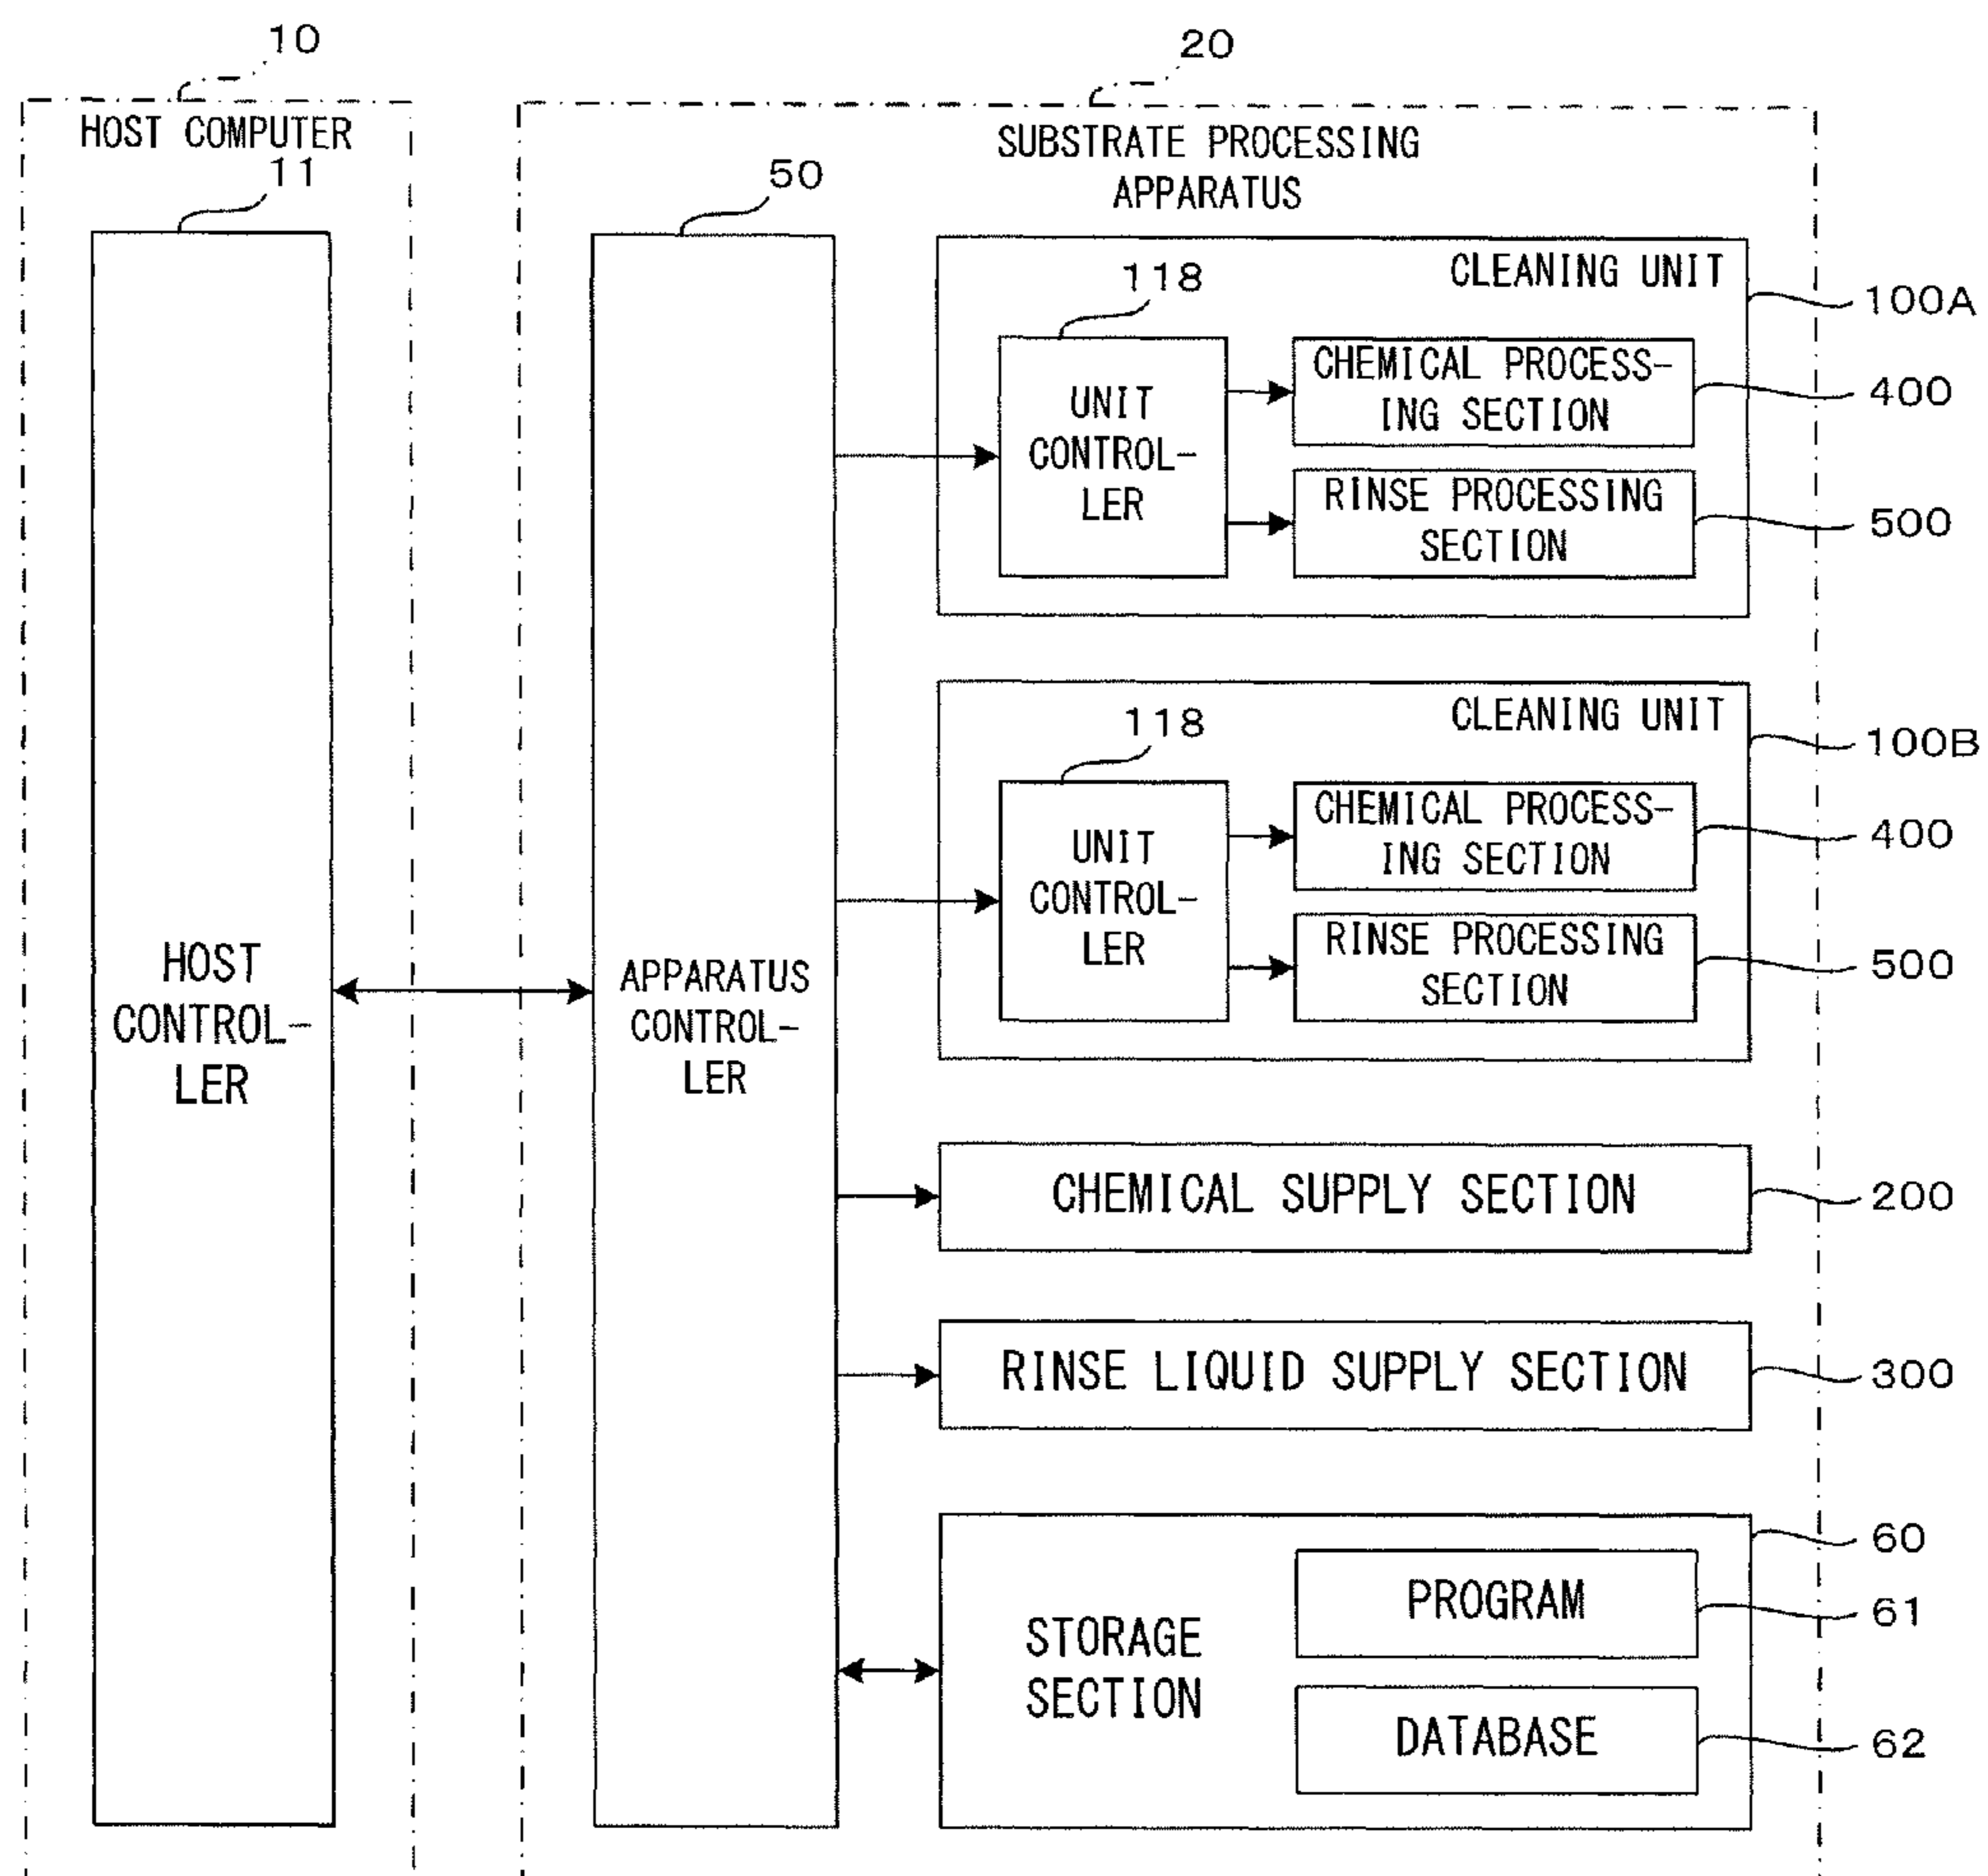 10
20
HOST COMPUTER
11
SUBSTRATE PROCESSING
APPARATUS
50
CLEANING UNIT
100A
118
UNIT
CONTROL-
LER
CHEMICAL PROCESS-
ING SECTION
400
RINSE PROCESSING
SECTION
500
CLEANING UNIT
100B
118
UNIT
CONTROL-
LER
CHEMICAL PROCESS-
ING SECTION
400
RINSE PROCESSING
SECTION
500
HOST
CONTROL-
LER
APPARATUS
CONTROL-
LER
CHEMICAL SUPPLY SECTION
200
RINSE LIQUID SUPPLY SECTION
300
60
STORAGE
SECTION
PROGRAM
61
DATABASE
62